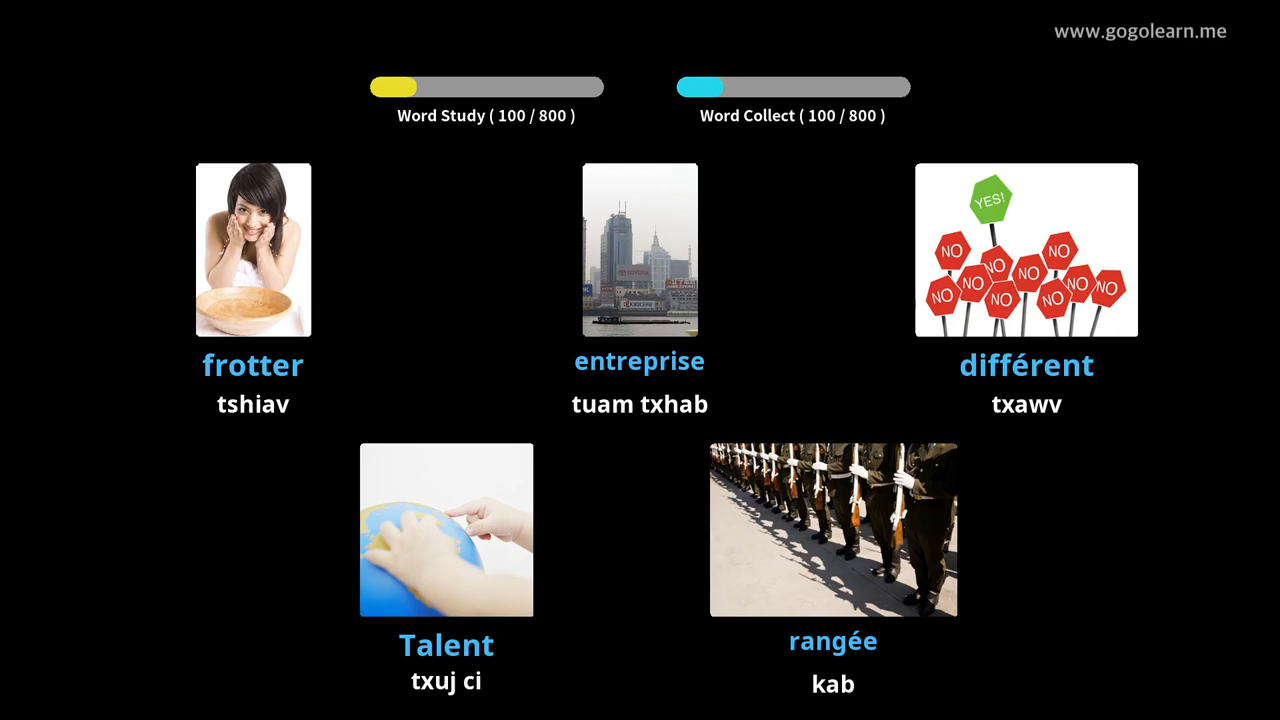 www.gogolearn.me
Word Study ( 100 / 800 )
Word Collect ( 100 / 800 )
YES!
NO
NO
NO
NO
NO
NO
NO
NO
NO
NO
TOYOTA
frotter
entreprise
différent
tshiav
tuam txhab
txawv
Talent
rangée
txuj ci
kab